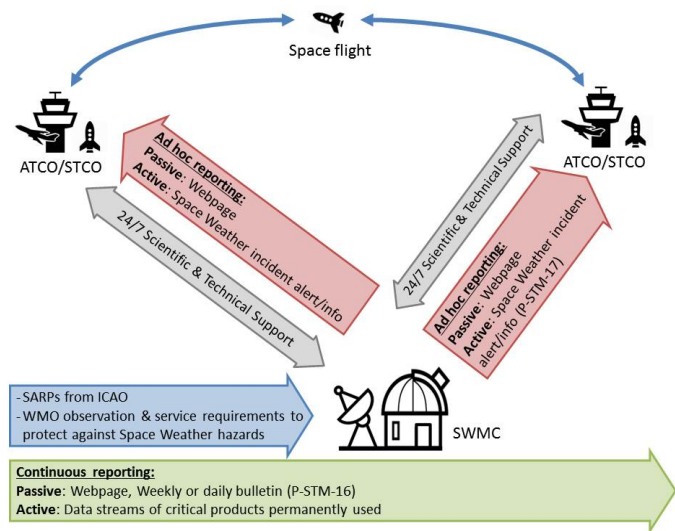 Space flight
ATCO/STCO
ATCO/STCO
Ad hoc reporting:
Passive: Webpage
Active: Space Weather incident alert/info
24/7 Scientific & Technical Support
24/7 Scientific & Technical Support
Ad hoc reporting:
Passive: Webpage
Active: Space Weather incident
alert/info (P-STM-17)
- SARPs from ICAO
- WMO observation & service requirements to
protect against Space Weather hazards
SWMC
Continuous reporting:
Passive: Webpage, Weekly or daily bulletin (P-STM-16)
Active: Data streams of critical products permanently used